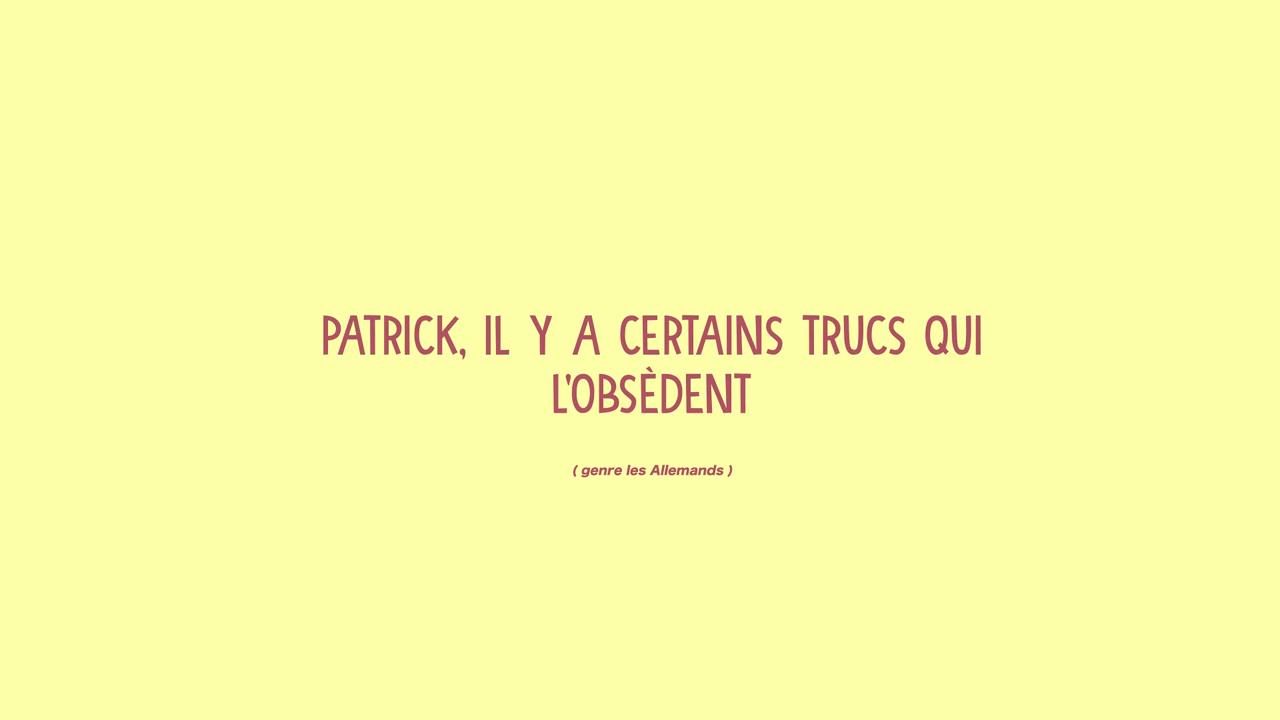 PATRICK, IL Y A CERTAINS TRUCS QUI
L'OBSÈDENT
( genre les Allemands )